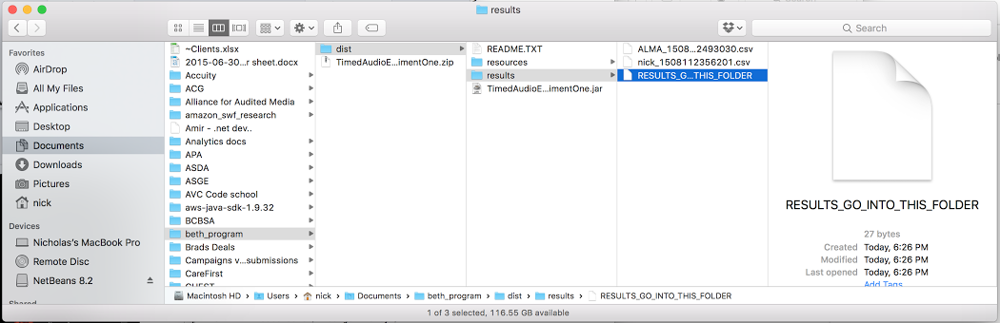 results
Search
Favorites
AirDrop
All My Files
Applications
Desktop
Documents
Downloads
Pictures
nick
Devices
Nicholas's MacBook Pro
Remote Disc
NetBeans 8.2
Shared
~Clients.xlsx
2015-06-30...r sheet.docx
Accuity
ACG
Alliance for Audited Media
amazon_swf_research
Amir - .net dev..
Analytics docs
APA
ASDA
ASGE
AVC Code school
aws-java-sdk-1.9.32
BCBSA
beth_program
Brads Deals
Campaigns v...submissions
CareFirst
dist
TimedAudioE...imentOne.zip
README.TXT
resources
results
TimedAudioE...imentOne.jar
ALMA_1508...2493030.csv
nick_1508112356201.csv
RESULTS_G...THIS_FOLDER
RESULTS_GO_INTO_THIS_FOLDER
27 bytes
Created Today, 6:26 PM
Modified Today, 6:26 PM
Last opened Today, 6:26 PM
Add Tags
Macintosh HD Users nick Documents beth_program dist results RESULTS_GO_INTO_THIS_FOLDER
1 of 3 selected, 116.55 GB available